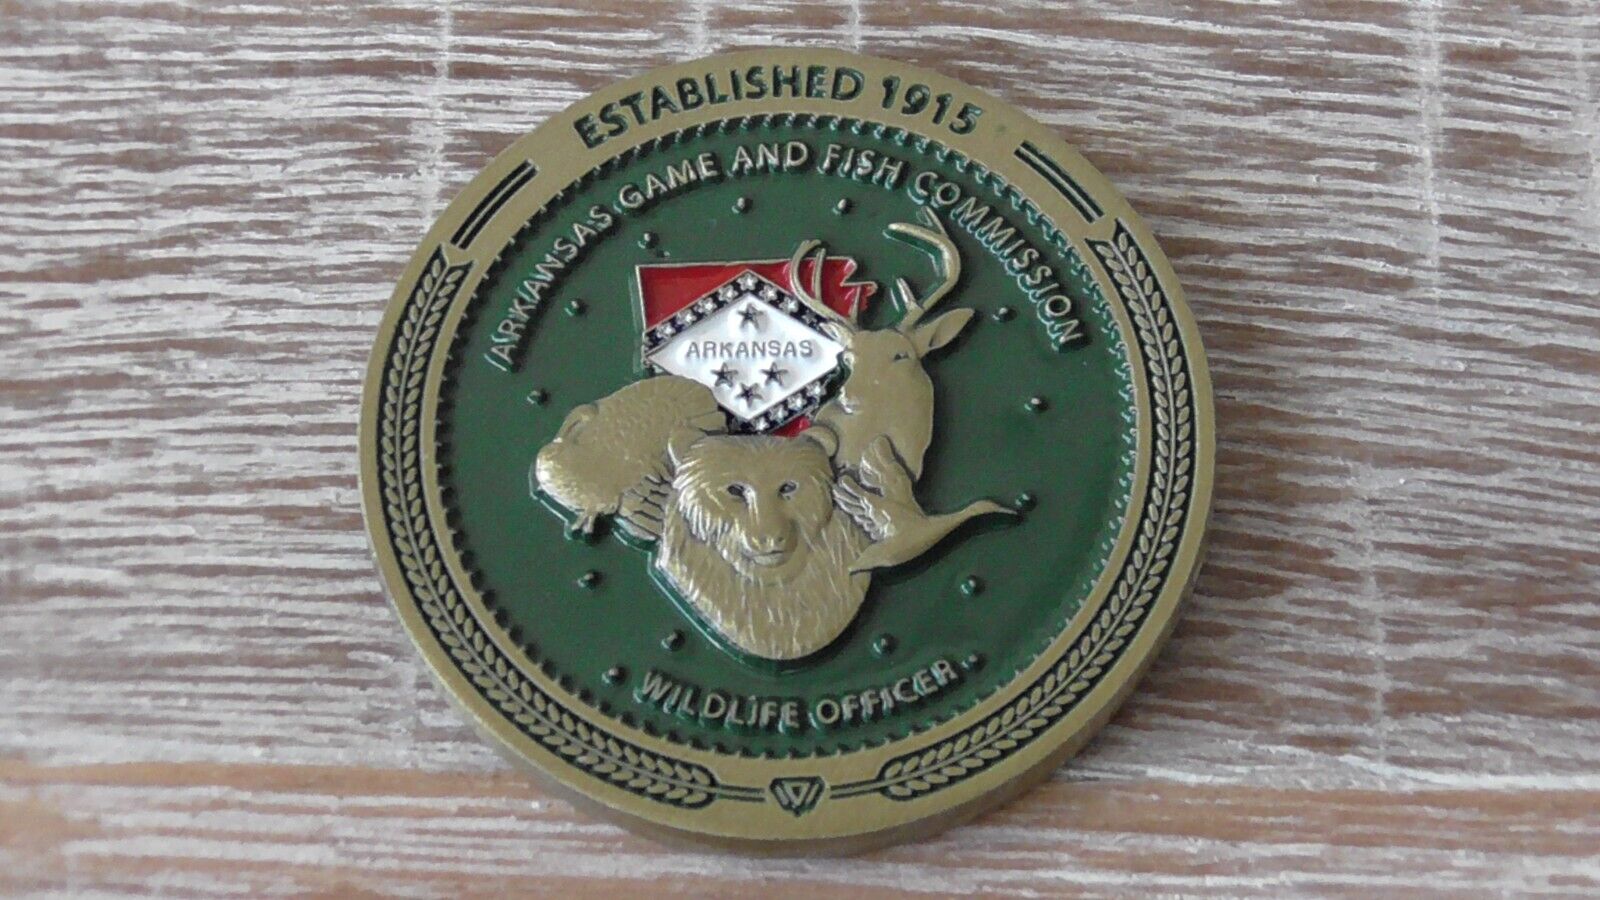 ESTABLISHED 1915
ARKANSAS GAME AND FISH COMMISSION
ARKANSAS
WILDLIFE OFFICER